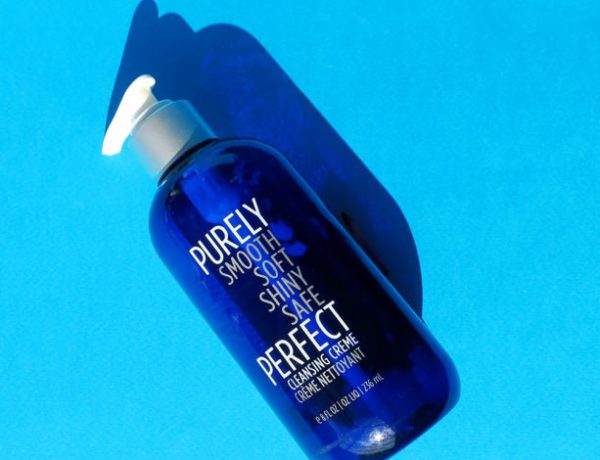 PURELY
SMOOTH
SOFT
SHINY
SAFE
PERFECT
CLEANSING CREME
CRÈME NETTOYANT
℮ 8 FL OZ | OZ LIQ | 236 mL